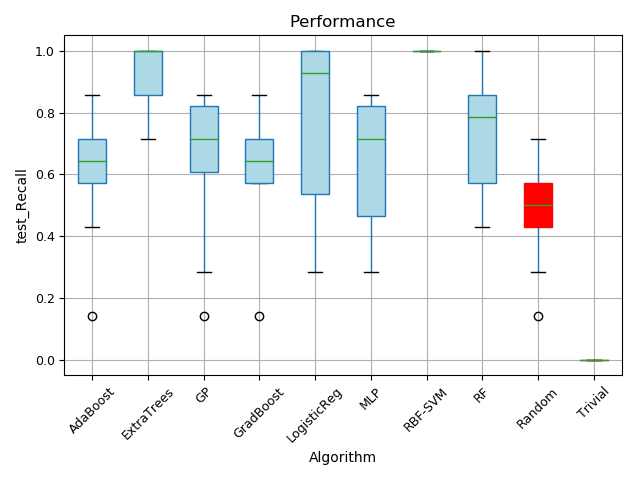 Performance
test_Recall
1.0
0.8
0.6
0.4
0.2
0.0
AdaBoost
ExtraTrees
GP
GradBoost
LogisticReg
MLP
RBF-SVM
RF
Random
Trivial
Algorithm